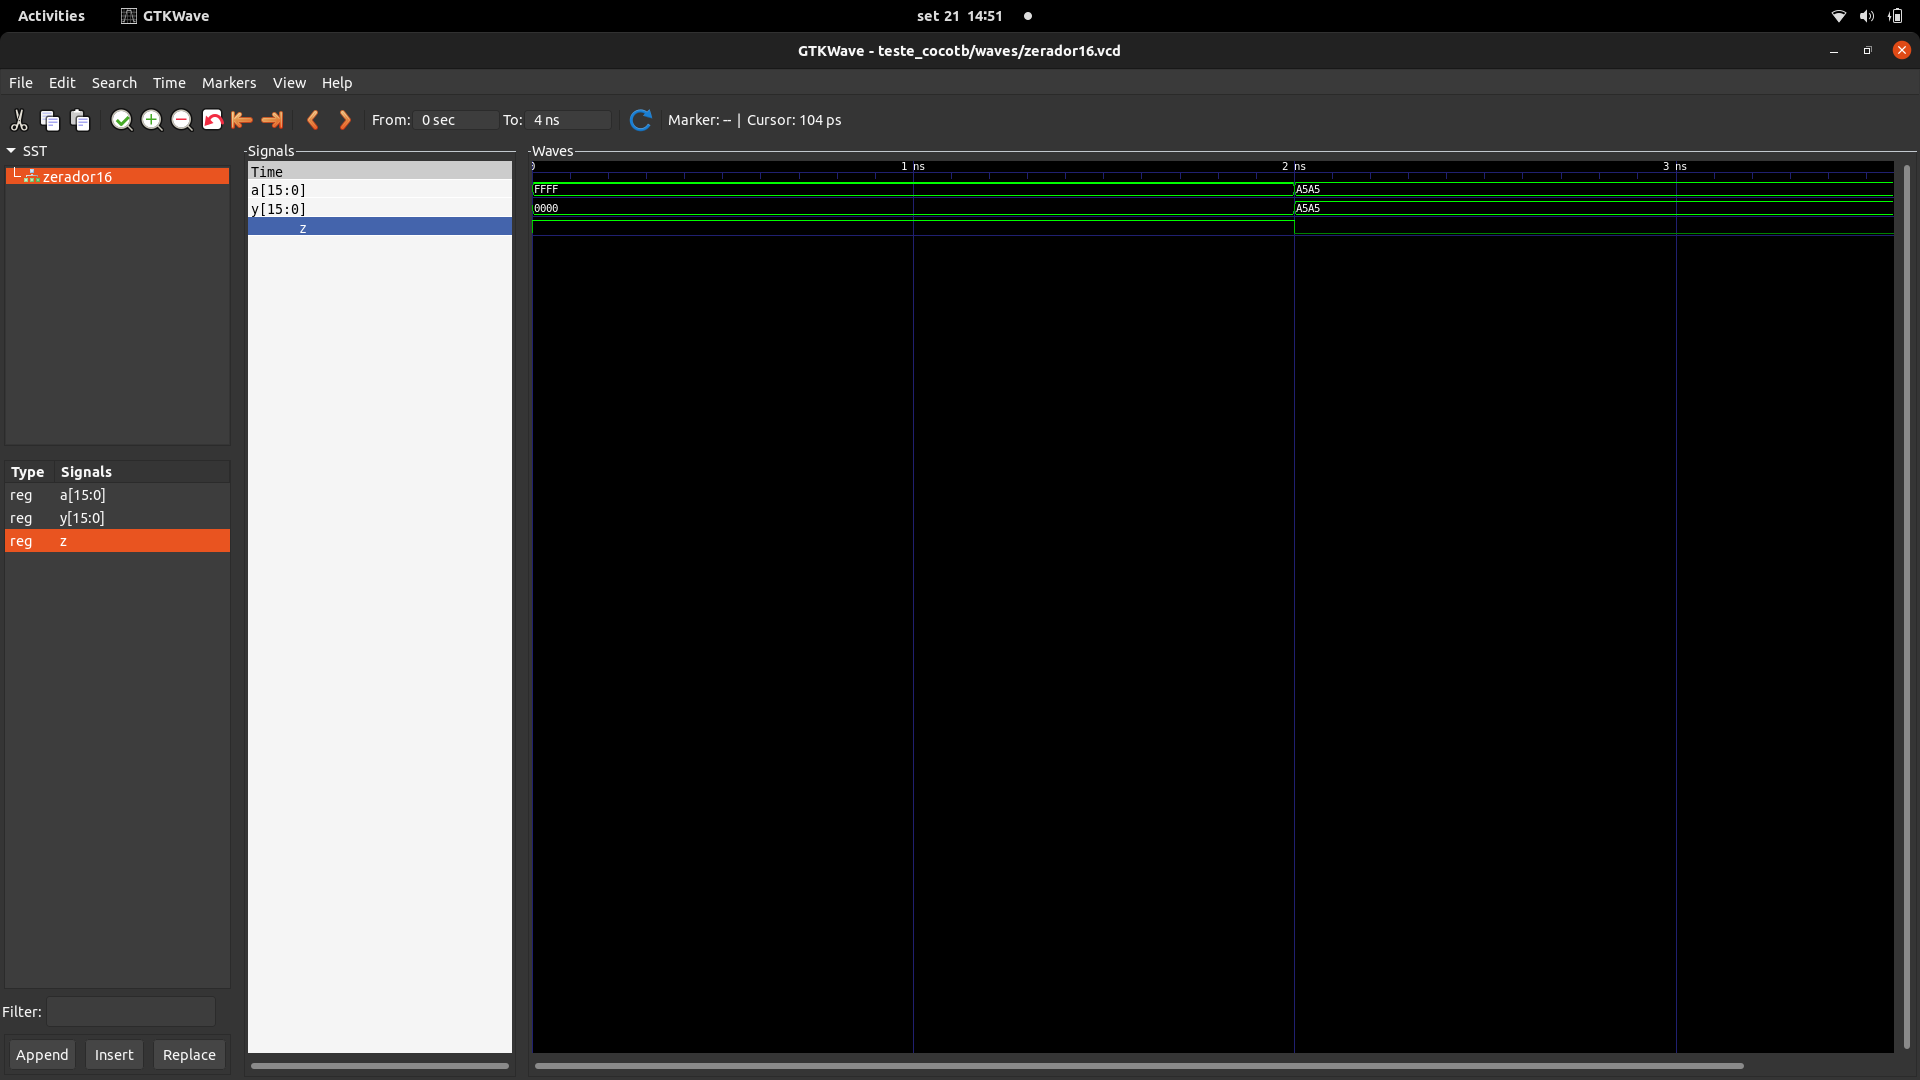 Activities GTKWave set 21 14:51
GTKWave - teste_cocotb/waves/zerador16.vcd
File Edit Search Time Markers View Help
From: 0 sec To: 4 ns Marker: -- | Cursor: 104 ps
SST
zerador16
Type Signals
reg a[15:0]
reg y[15:0]
reg z
Filter:
Append Insert Replace
Signals
Time
a[15:0]
y[15:0]
z
Waves
0 1 ns 2 ns 3 ns
FFFF A5A5
0000 A5A5